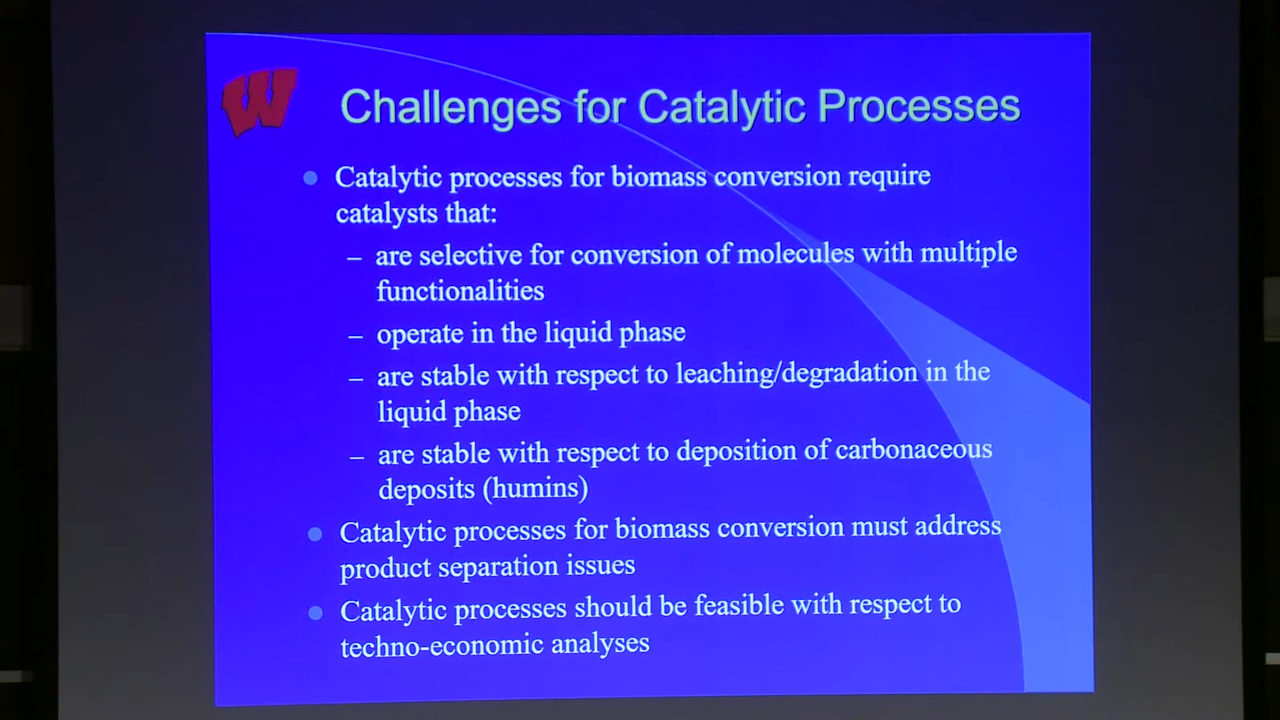 W
Challenges for Catalytic Processes
Catalytic processes for biomass conversion require
catalysts that:
– are selective for conversion of molecules with multiple
functionalities
– operate in the liquid phase
– are stable with respect to leaching/degradation in the
liquid phase
– are stable with respect to deposition of carbonaceous
deposits (humins)
Catalytic processes for biomass conversion must address
product separation issues
Catalytic processes should be feasible with respect to
techno-economic analyses